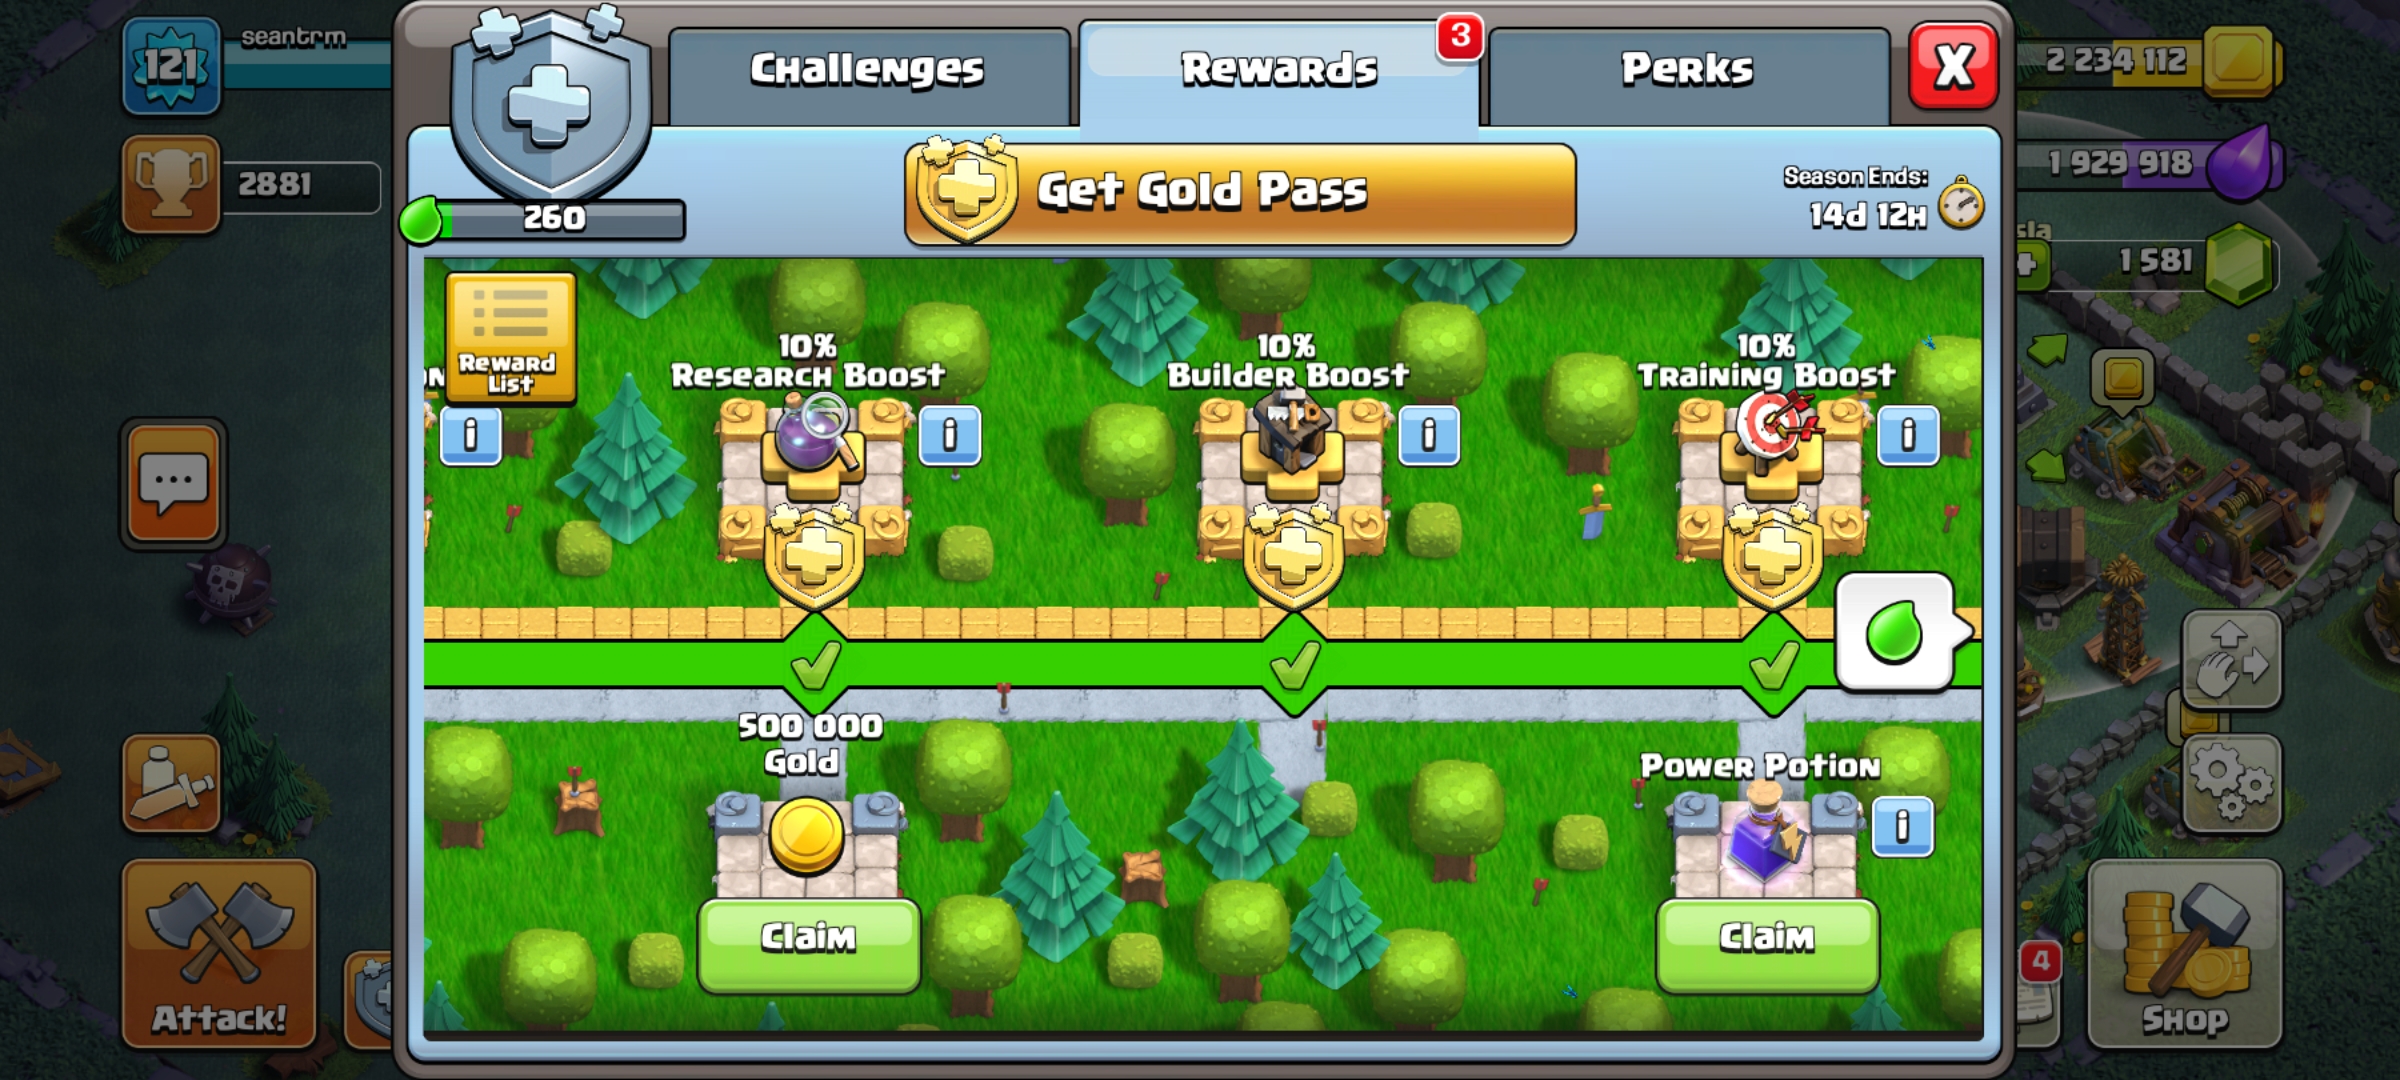 121
seantrm
2881
Challenges
Rewards
3
Perks
X
260
Get Gold Pass
Season Ends:
14d 12h
2 234 112
1 929 918
1 581
Reward
List
10%
Research Boost
10%
Builder Boost
10%
Training Boost
500 000
Gold
Power Potion
Claim
Claim
Attack!
4
Shop